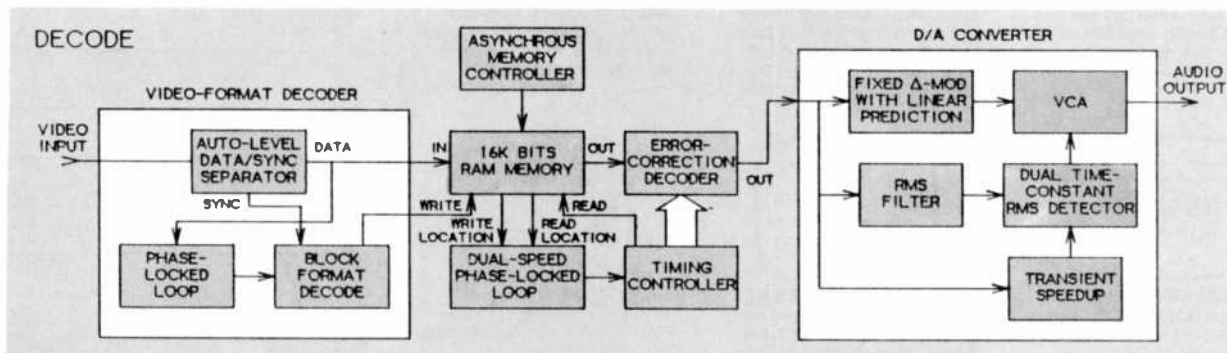 DECODE
VIDEO-FORMAT DECODER
VIDEO
INPUT
AUTO-LEVEL
DATA/SYNC
SEPARATOR
DATA
SYNC
PHASE-
LOCKED
LOOP
BLOCK
FORMAT
DECODE
ASYNCHROUS
MEMORY
CONTROLLER
IN
16K BITS
RAM MEMORY
OUT
WRITE
WRITE
LOCATION
READ
LOCATION
READ
DUAL-SPEED
PHASE-LOCKED
LOOP
ERROR-
CORRECTION
DECODER
OUT
TIMING
CONTROLLER
D/A CONVERTER
FIXED Δ-MOD
WITH LINEAR
PREDICTION
VCA
AUDIO
OUTPUT
RMS
FILTER
DUAL TIME-
CONSTANT
RMS DETECTOR
TRANSIENT
SPEEDUP